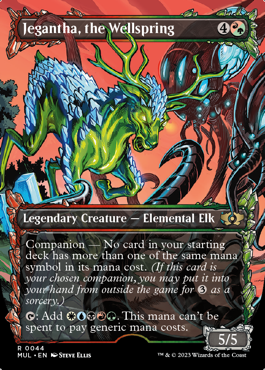 Jegantha, the Wellspring 4
Legendary Creature — Elemental Elk
Companion — No card in your starting
deck has more than one of the same mana
symbol in its mana cost. (If this card is
your chosen companion, you may put it
into your hand from outside the game for 3 as a
sorcery.)
: Add . This mana can't be
spent to pay generic mana costs.
5/5
R 0044
MUL • EN STEVE ELLIS
™ & © 2023 Wizards of the Coast